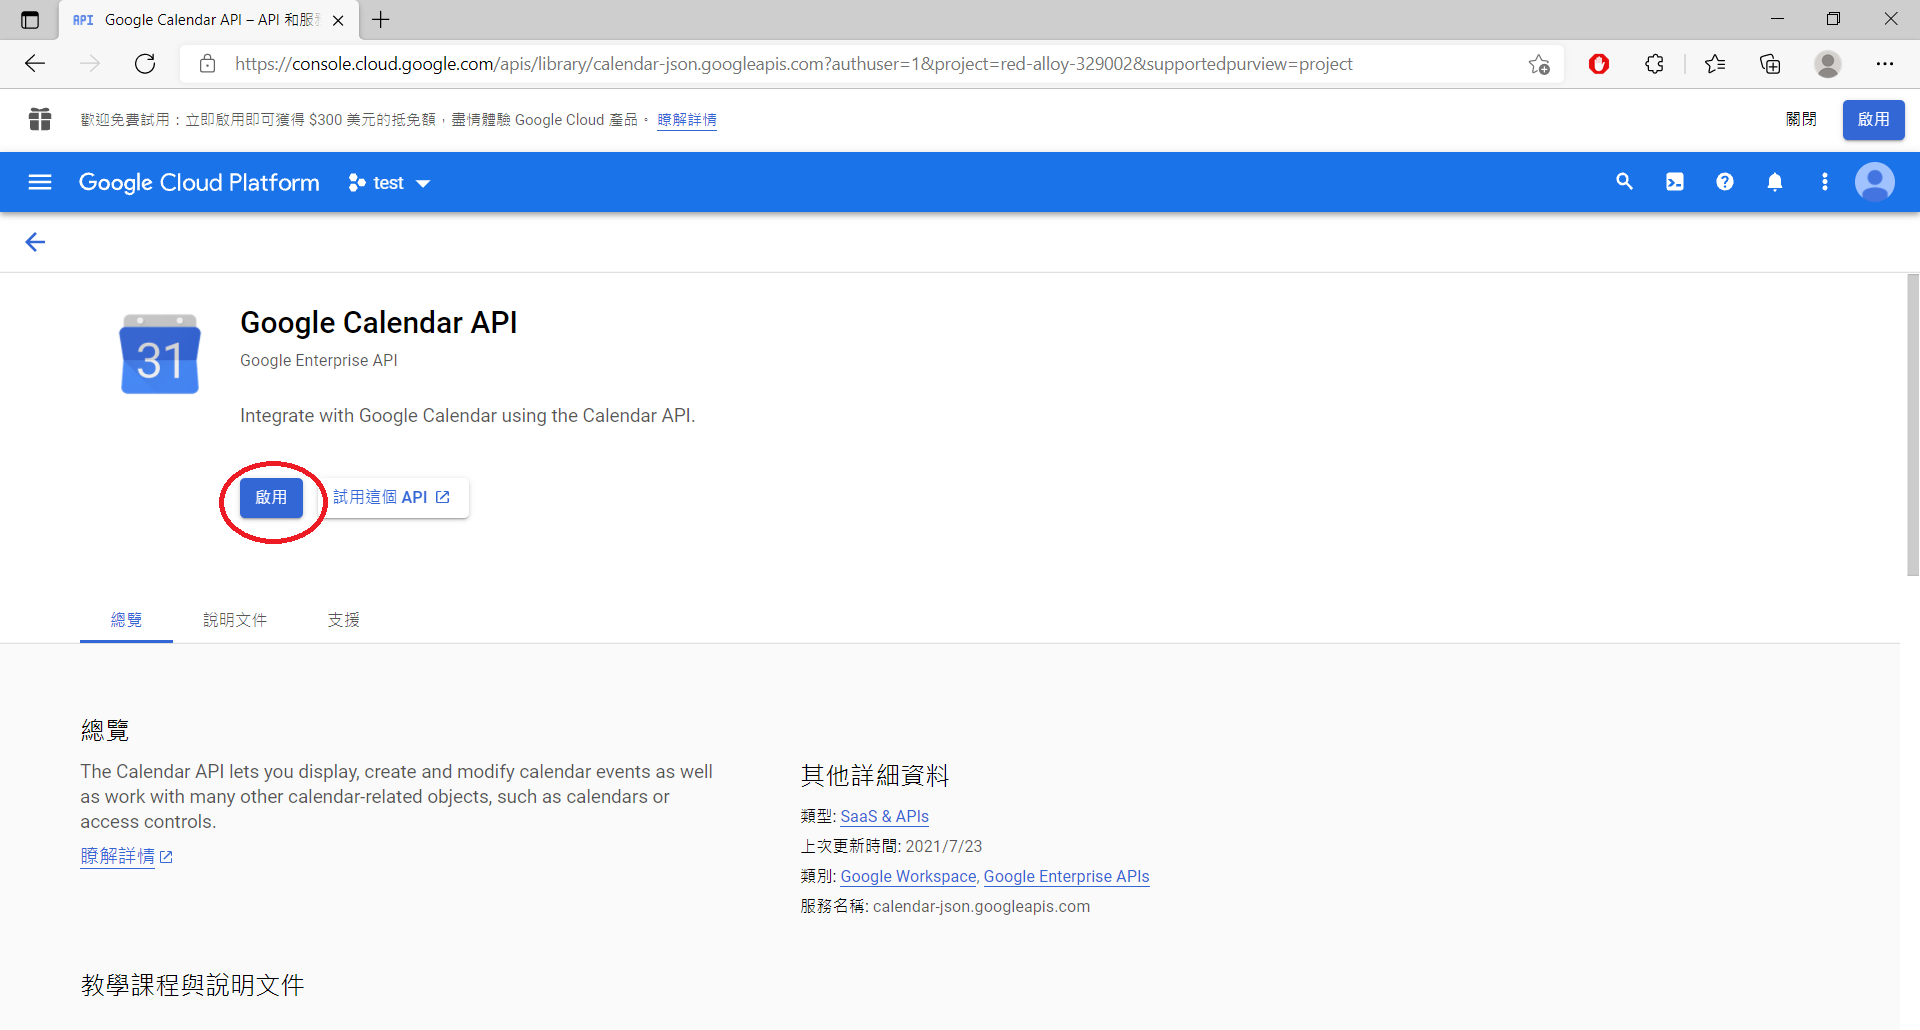 API Google Calendar API – API 和服
https://console.cloud.google.com/apis/library/calendar-json.googleapis.com?authuser=1&project=red-alloy-329002&supportedpurview=project
歡迎免費試用：立即啟用即可獲得 $300 美元的抵免額，盡情體驗 Google Cloud 產品。 瞭解詳情 關閉 啟用
Google Cloud Platform test
Google Calendar API
31
Google Enterprise API
Integrate with Google Calendar using the Calendar API.
啟用 試用這個 API
總覽 說明文件 支援
總覽
The Calendar API lets you display, create and modify calendar events as well
as work with many other calendar-related objects, such as calendars or
access controls.
瞭解詳情
其他詳細資料
類型: SaaS & APIs
上次更新時間: 2021/7/23
類別: Google Workspace, Google Enterprise APIs
服務名稱: calendar-json.googleapis.com
教學課程與說明文件